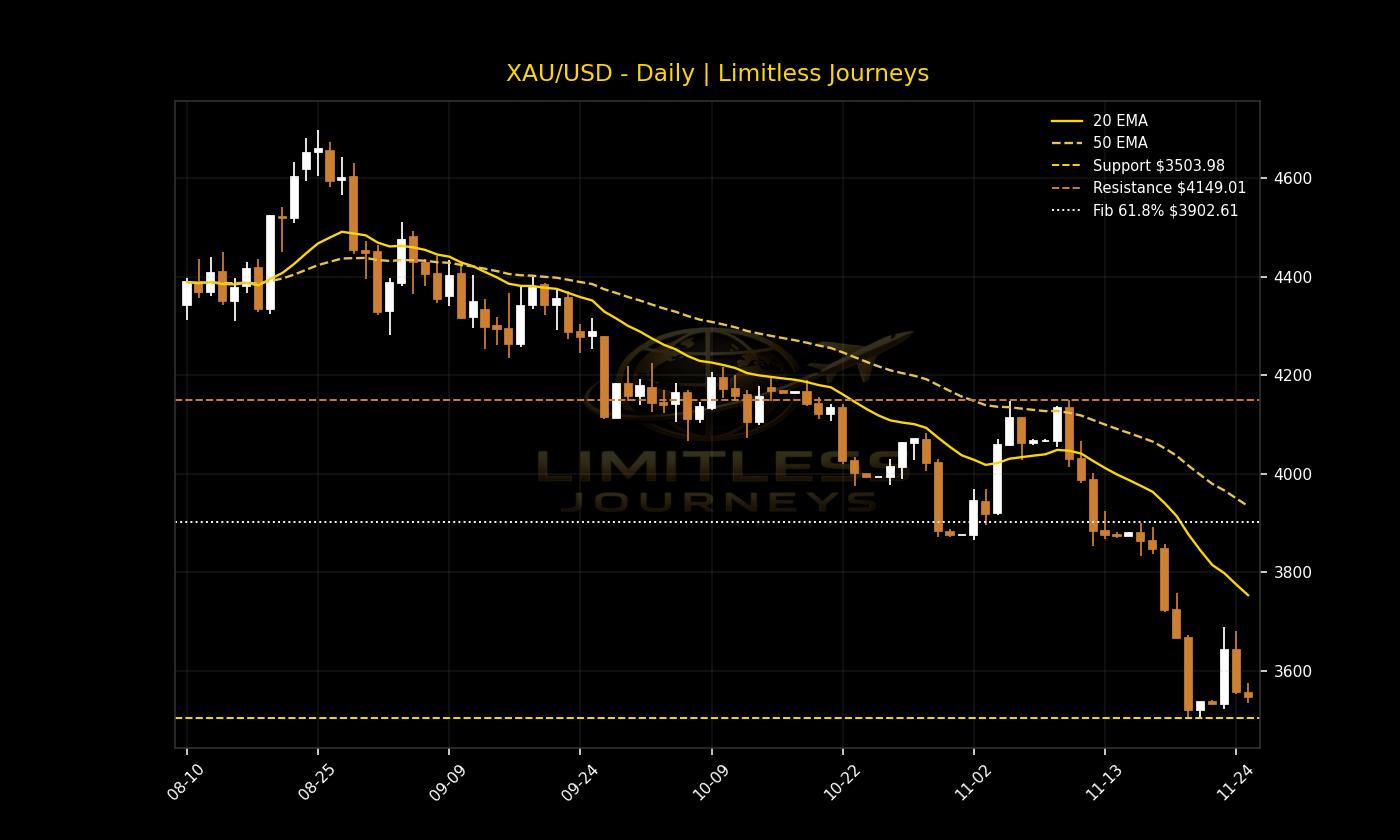 XAU/USD - Daily | Limitless Journeys
20 EMA
50 EMA
Support $3503.98
Resistance $4149.01
Fib 61.8% $3902.61
4600
4400
4200
4000
3800
3600
LIMITLESS
JOURNEYS
08-10
08-25
09-09
09-24
10-09
10-22
11-02
11-13
11-24